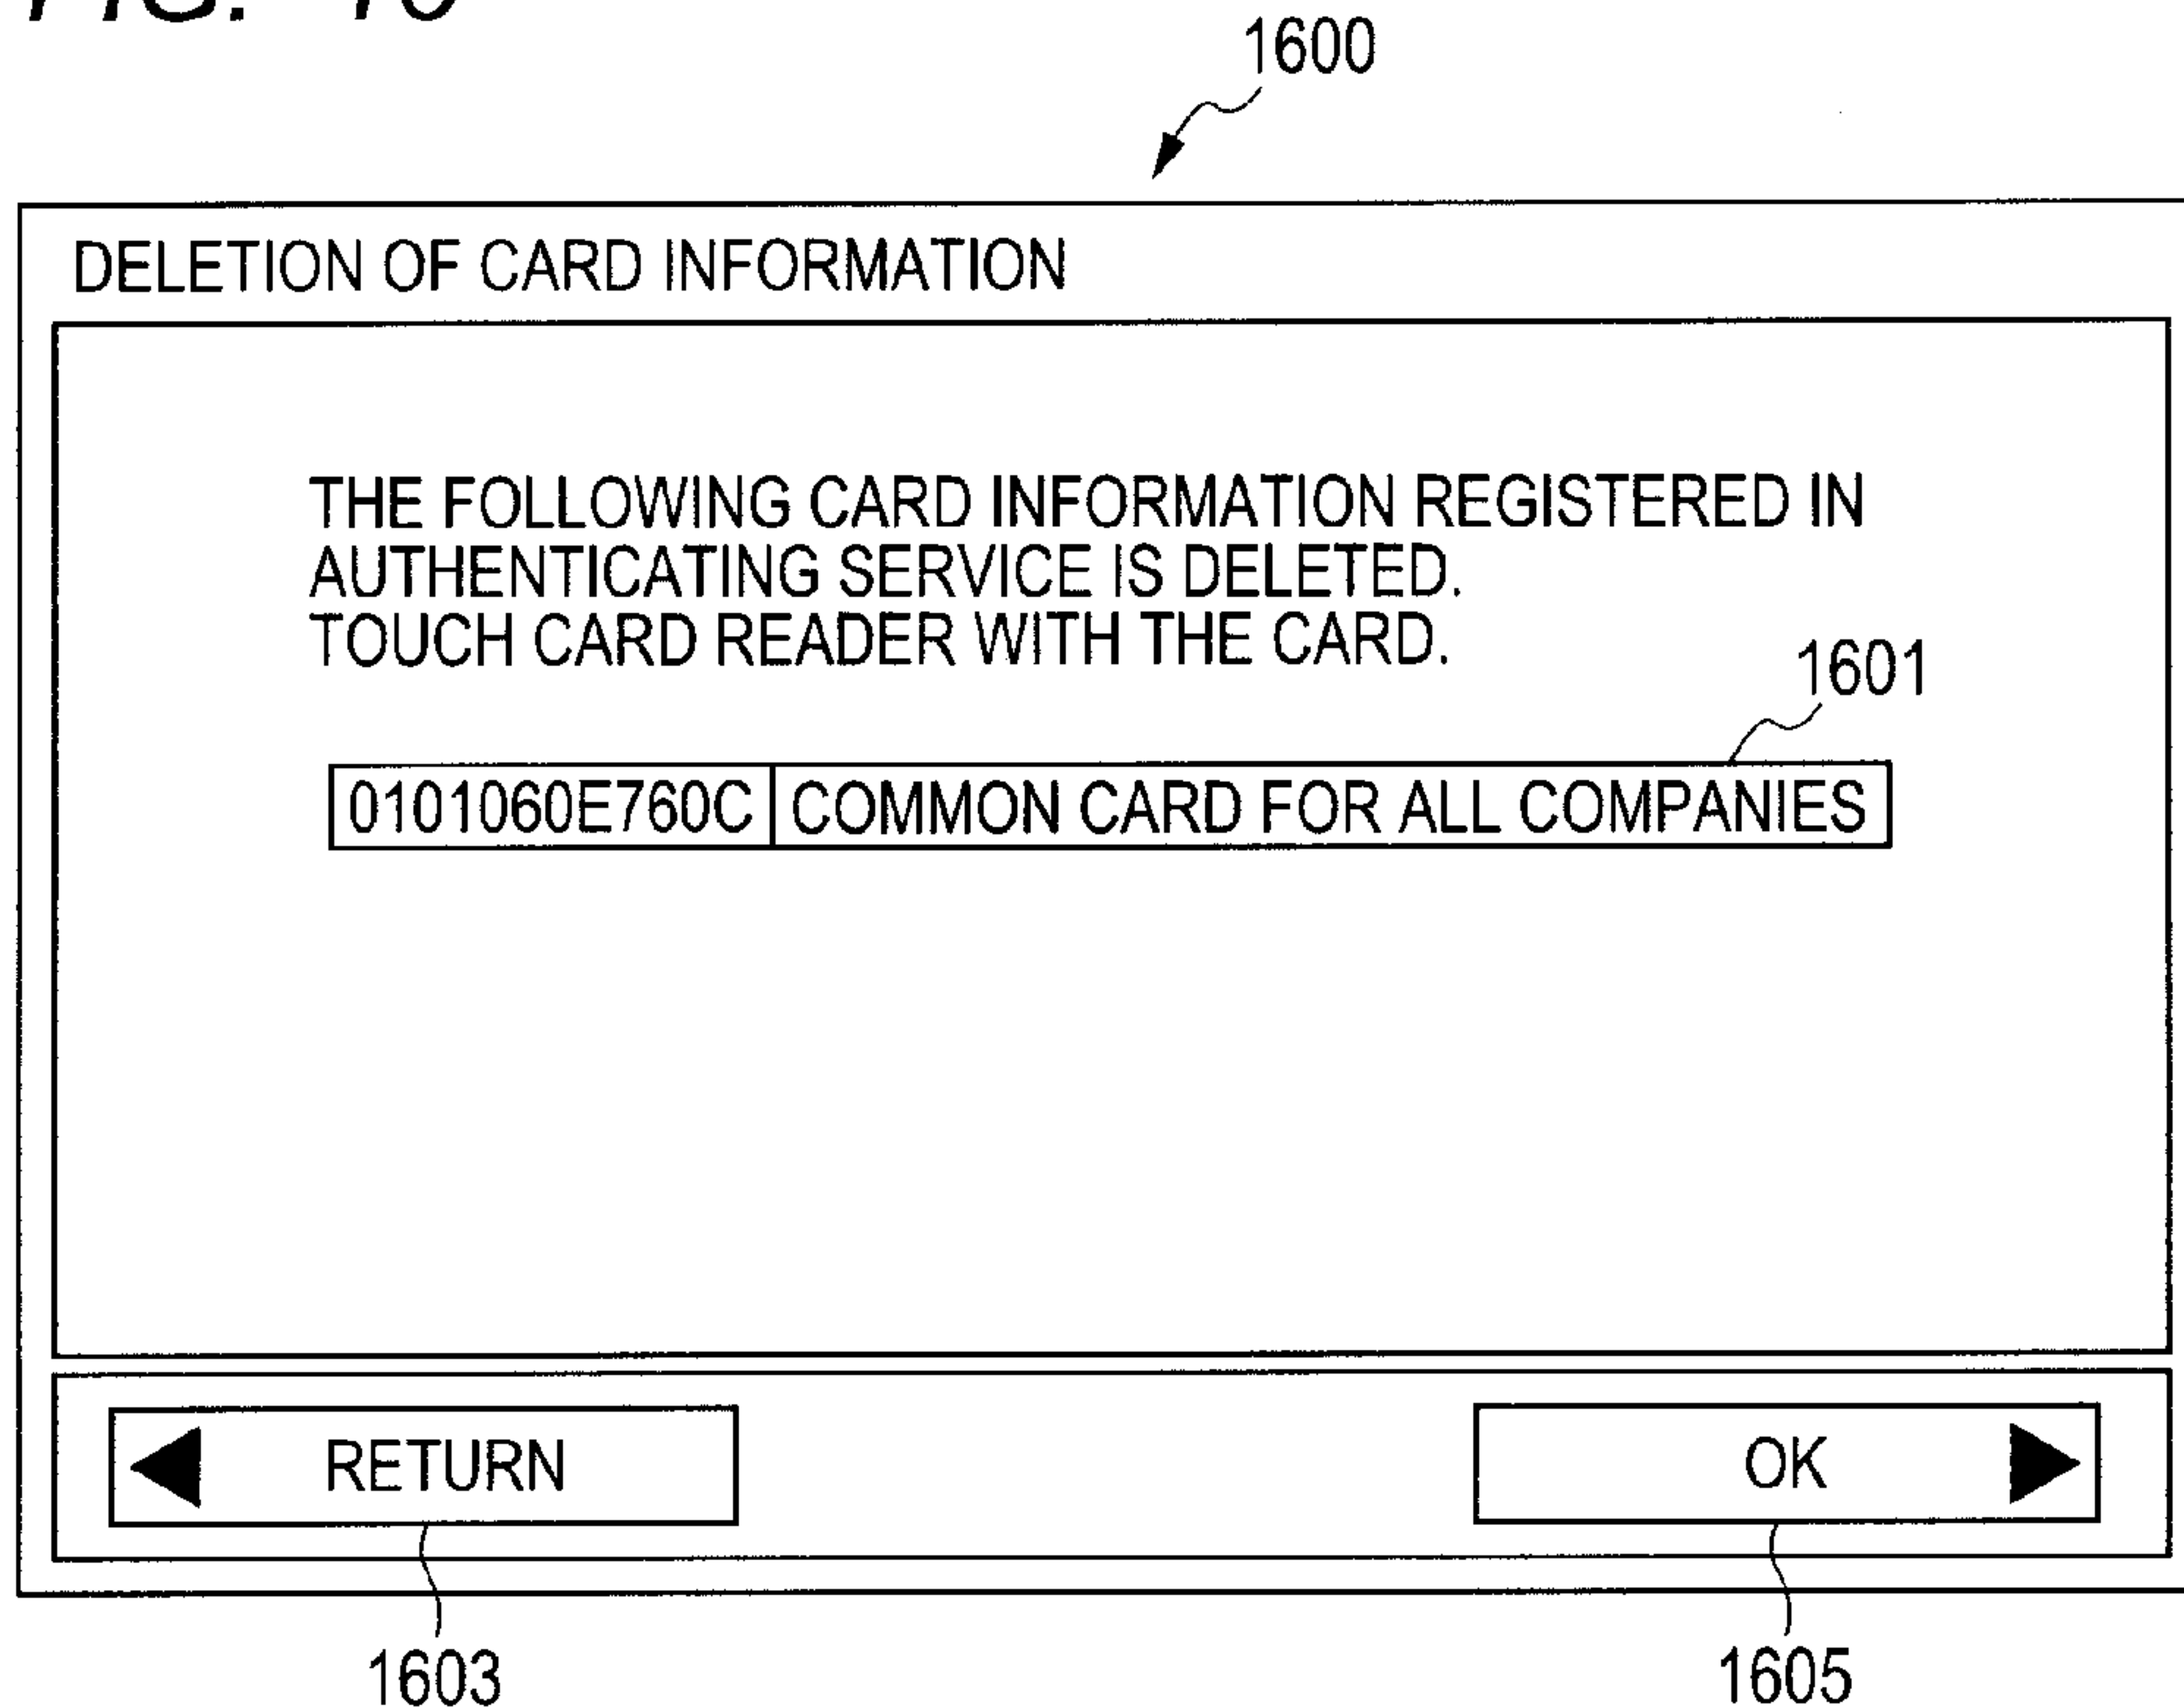 FIG.
1600
DELETION OF CARD INFORMATION
THE FOLLOWING CARD INFORMATION REGISTERED IN
AUTHENTICATING SERVICE IS DELETED.
TOUCH CARD READER WITH THE CARD.
1601
0101060E760C COMMON CARD FOR ALL COMPANIES
RETURN OK
1603 1605